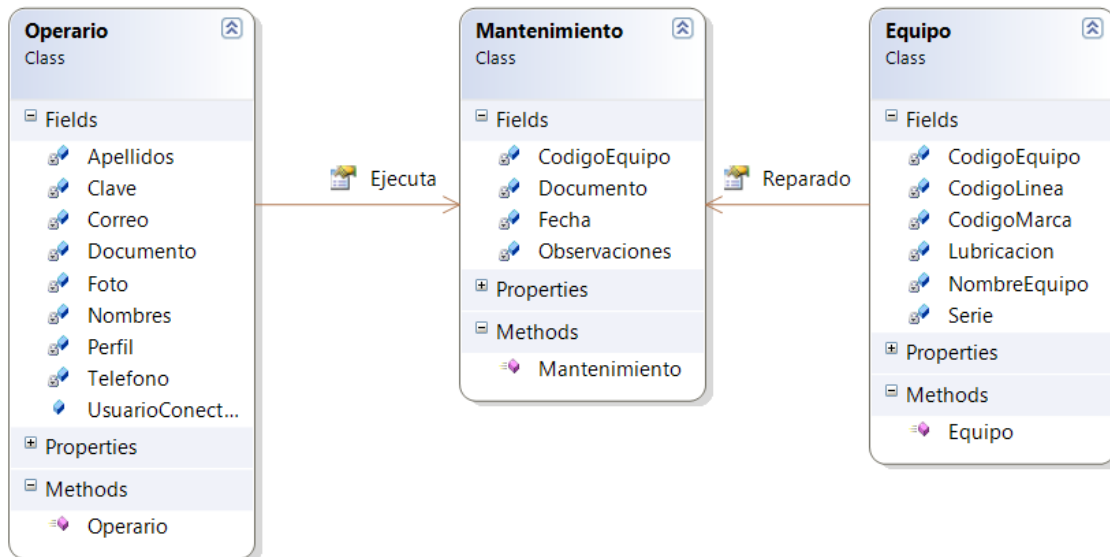 Operario
Class
Fields
Apellidos
Clave
Correo
Documento
Foto
Nombres
Perfil
Telefono
UsuarioConect...
Properties
Methods
Operario
Ejecuta
Mantenimiento
Class
Fields
CodigoEquipo
Documento
Fecha
Observaciones
Properties
Methods
Mantenimiento
Reparado
Equipo
Class
Fields
CodigoEquipo
CodigoLinea
CodigoMarca
Lubricacion
NombreEquipo
Serie
Properties
Methods
Equipo